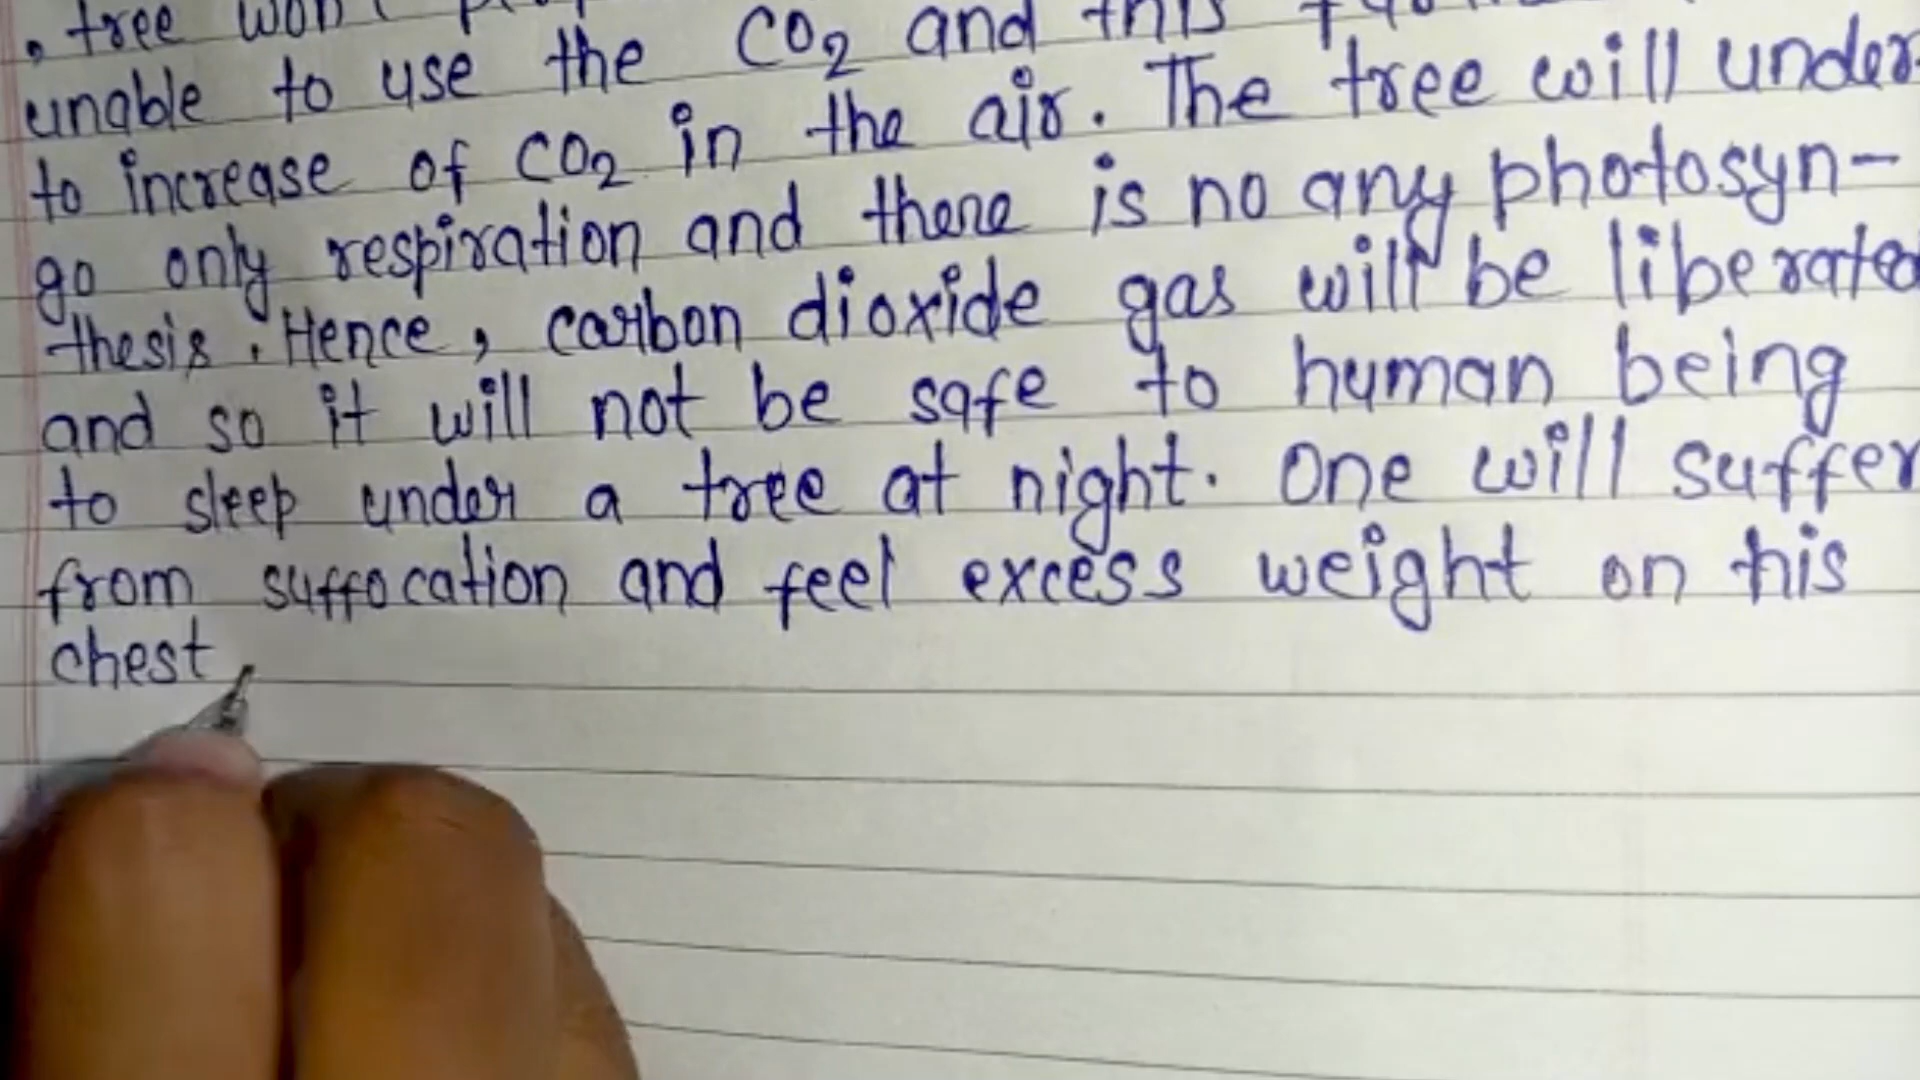 tree won't
unable to use the CO2 and this
to increase of CO2 in the air. The tree will under-
go only respiration and there is no any photosyn-
thesis. Hence, carbon dioxide gas will be liberated
and so it will not be safe to human being
to sleep under a tree at night. One will suffer
from suffocation and feel excess weight on his
chest